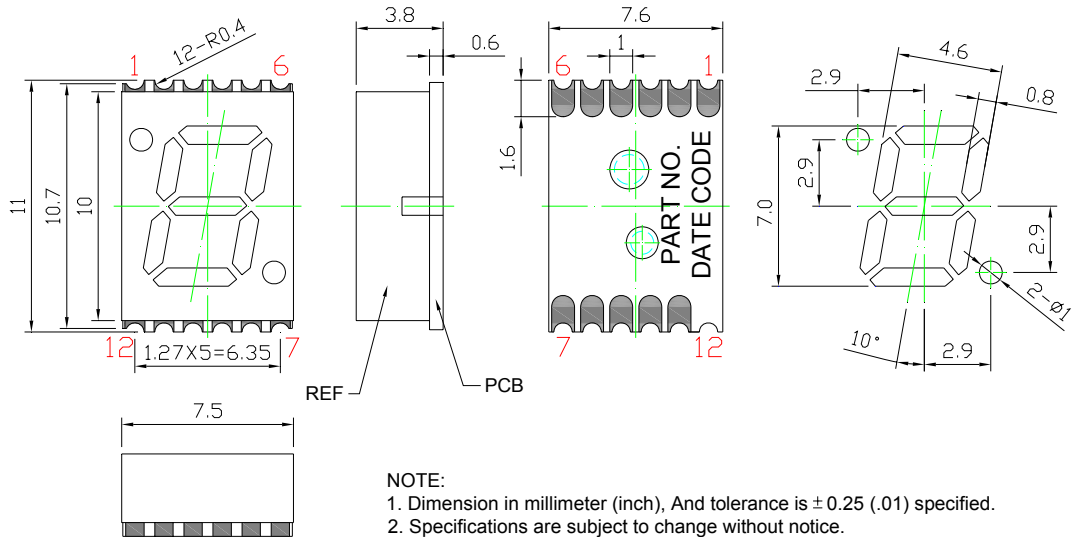 12-R0.4
1
6
11
10.7
10
12
7
1.27X5=6.35
3.8
0.6
REF
PCB
7.6
1
6
1
1.6
PART NO.
DATE CODE
7
12
4.6
2.9
0.8
2.9
7.0
2.9
2-ø1
10°
2.9
7.5
NOTE:
1. Dimension in millimeter (inch), And tolerance is ±0.25 (.01) specified.
2. Specifications are subject to change without notice.